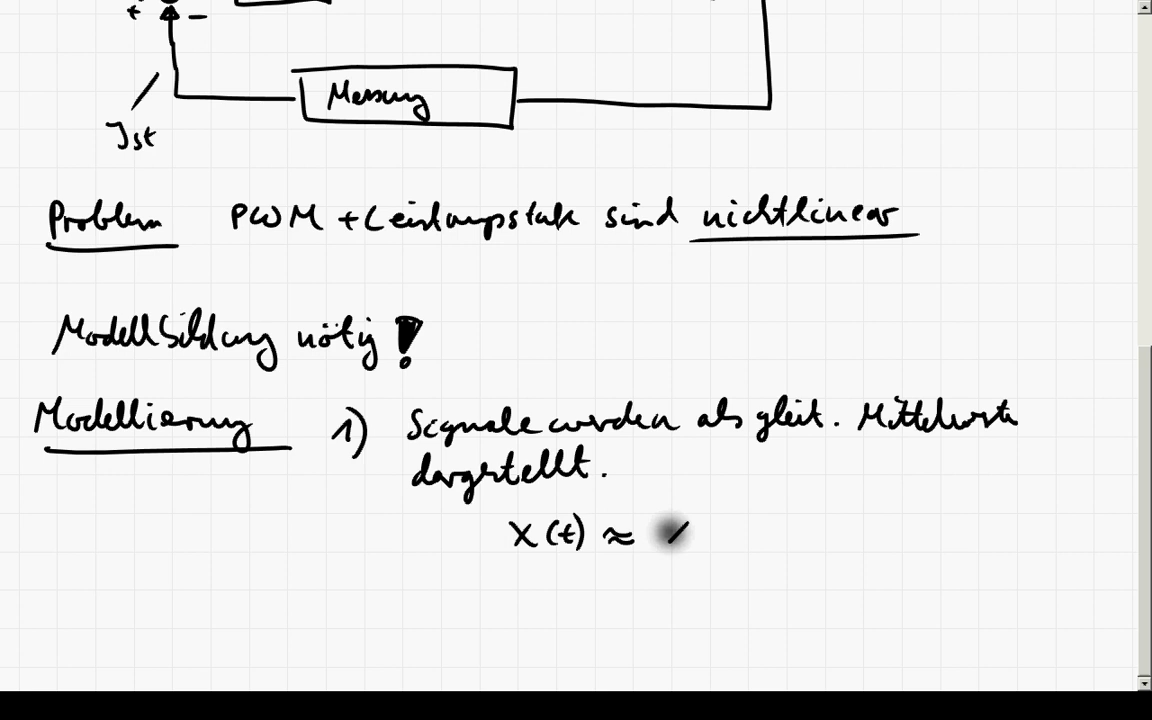 + -
Messung
Ist
Problem PWM + Leistungsstufe sind nichtlinear
Modellbildung nötig!
Modellierung 1) Signale werden als gleit. Mittelwerte
dargestellt.
x(t) ≈